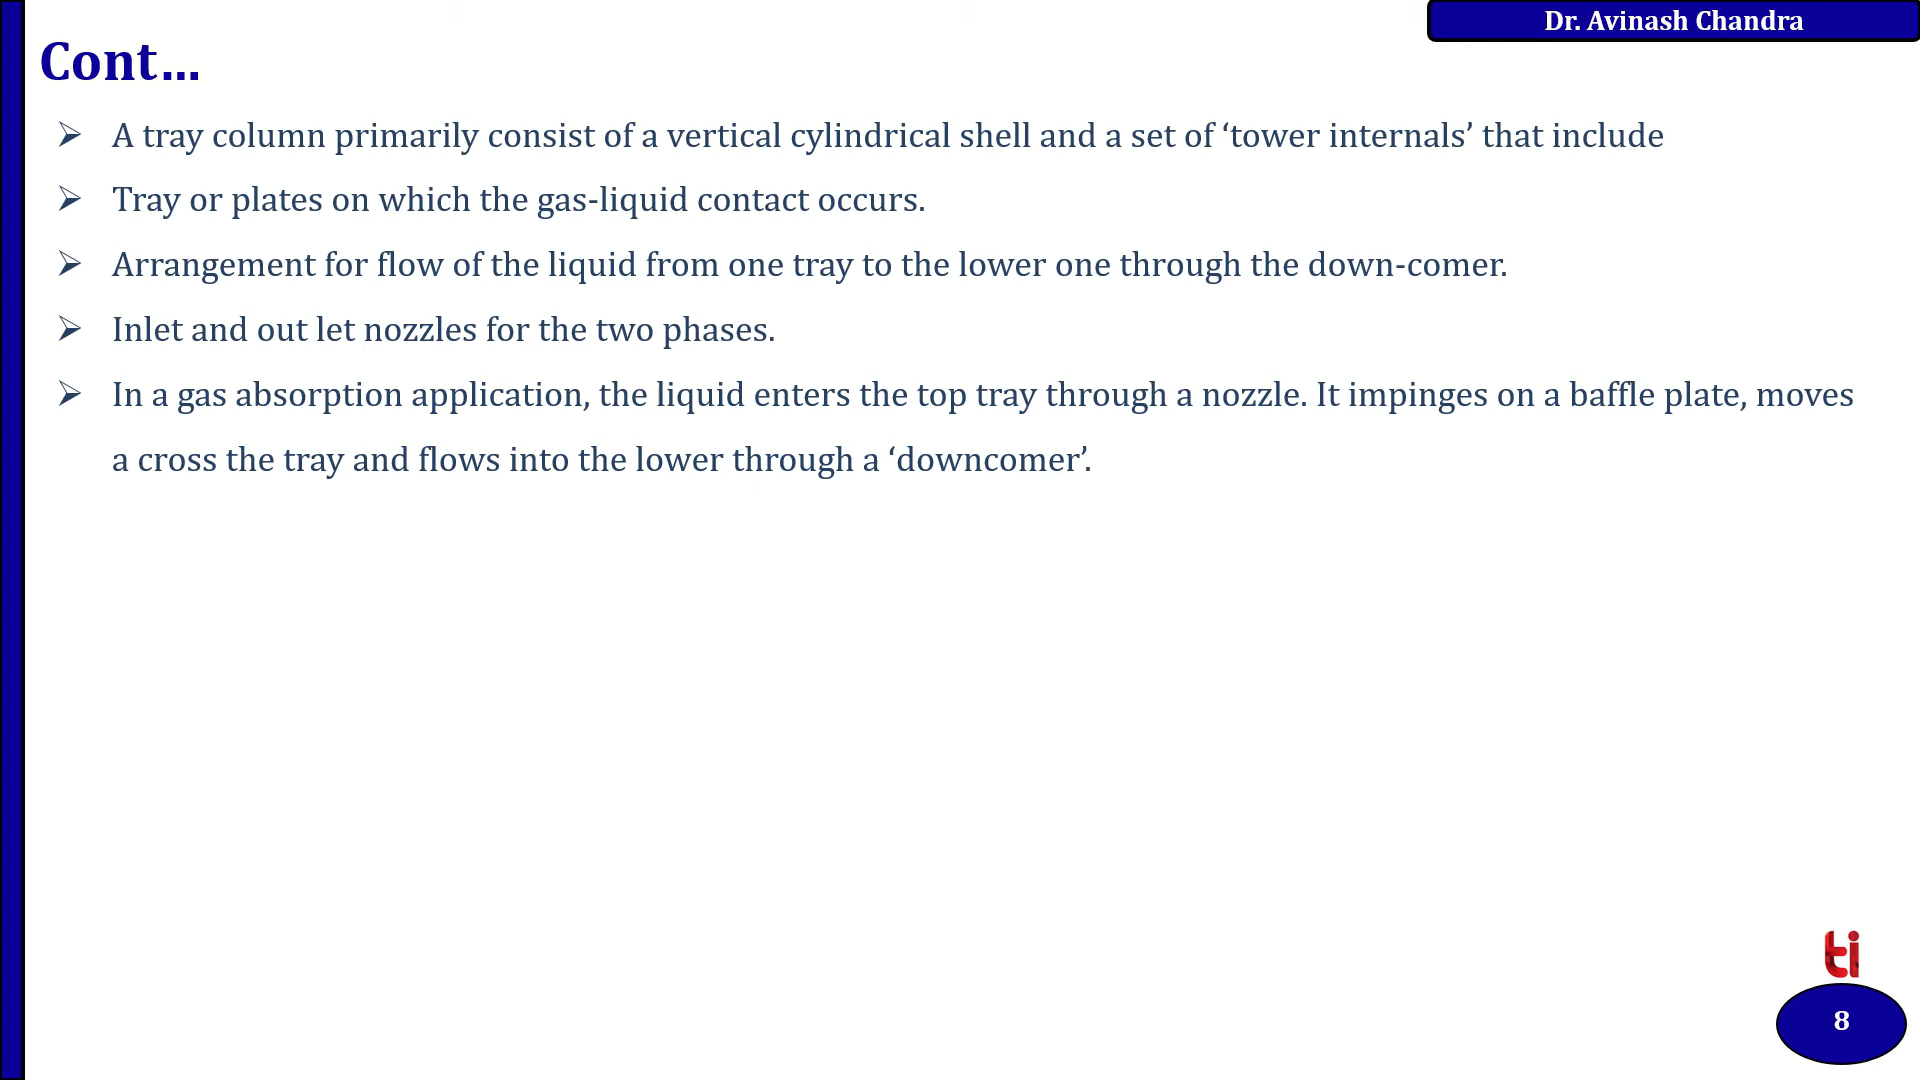 Dr. Avinash Chandra
Cont...
A tray column primarily consist of a vertical cylindrical shell and a set of ‘tower internals’ that include
Tray or plates on which the gas-liquid contact occurs.
Arrangement for flow of the liquid from one tray to the lower one through the down-comer.
Inlet and out let nozzles for the two phases.
In a gas absorption application, the liquid enters the top tray through a nozzle. It impinges on a baffle plate, moves
a cross the tray and flows into the lower through a ‘downcomer’.
ti
8